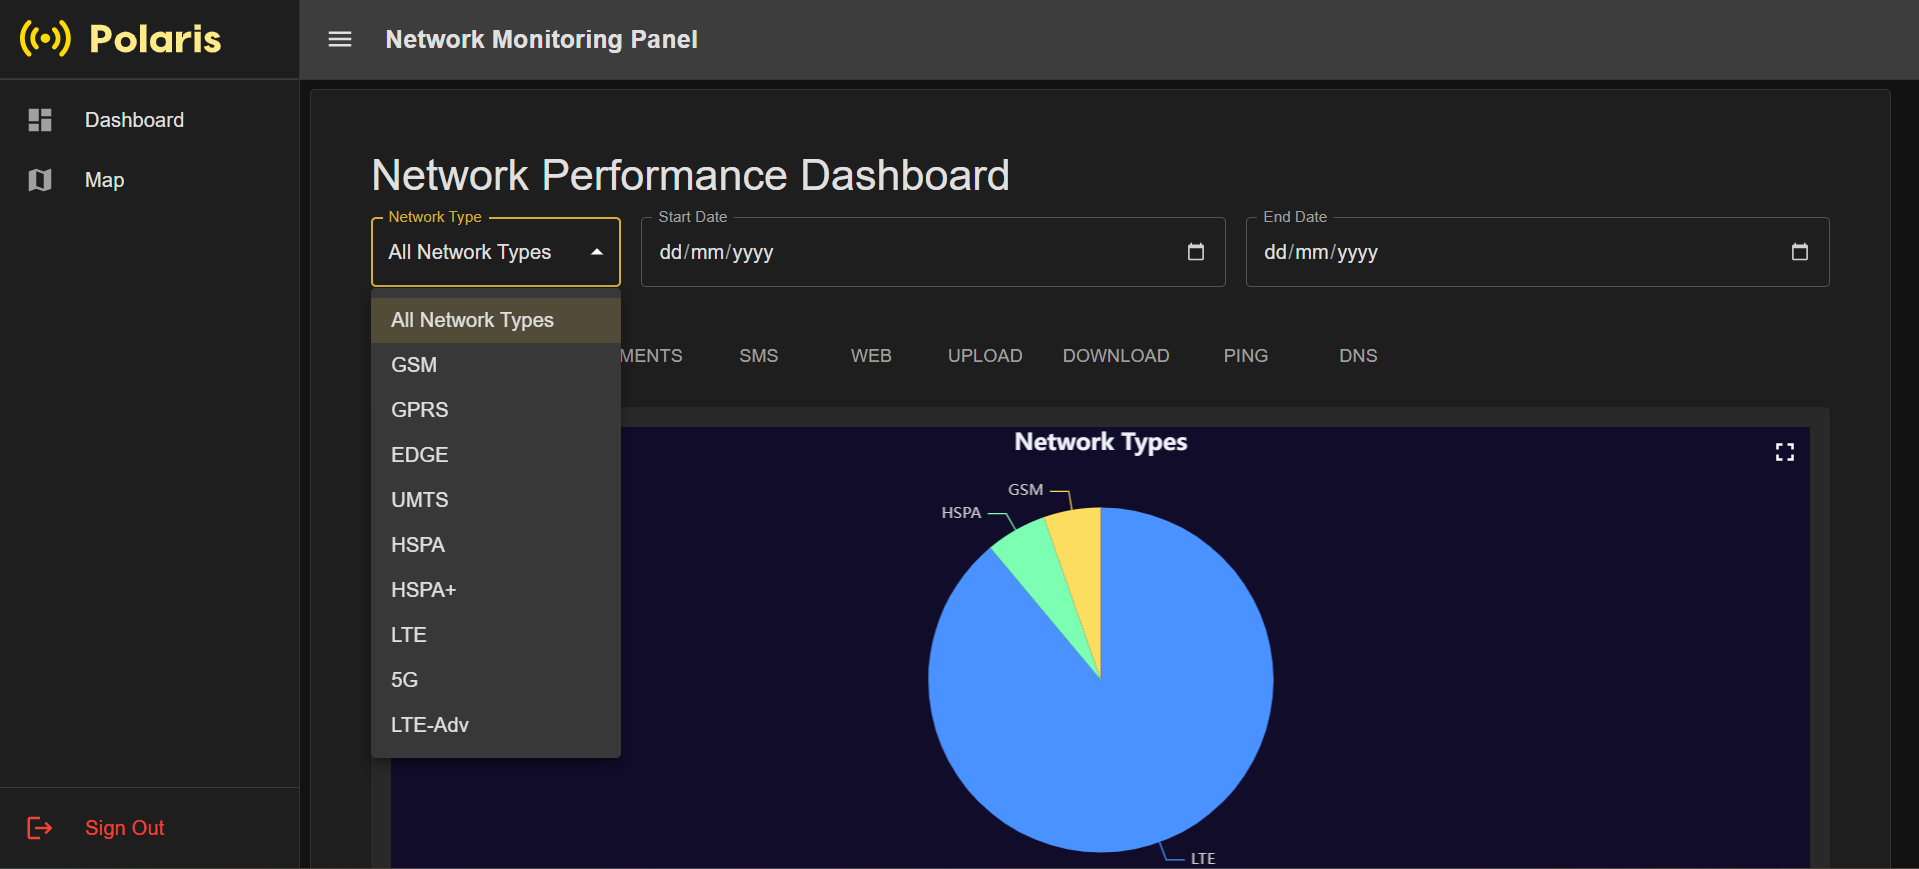 Polaris
Network Monitoring Panel
Dashboard
Map
Network Performance Dashboard
Network Type
Start Date
End Date
All Network Types
dd/mm/yyyy
dd/mm/yyyy
All Network Types
GSM
GPRS
EDGE
UMTS
HSPA
HSPA+
LTE
5G
LTE-Adv
MENTS
SMS
WEB
UPLOAD
DOWNLOAD
PING
DNS
Network Types
GSM
HSPA
LTE
Sign Out